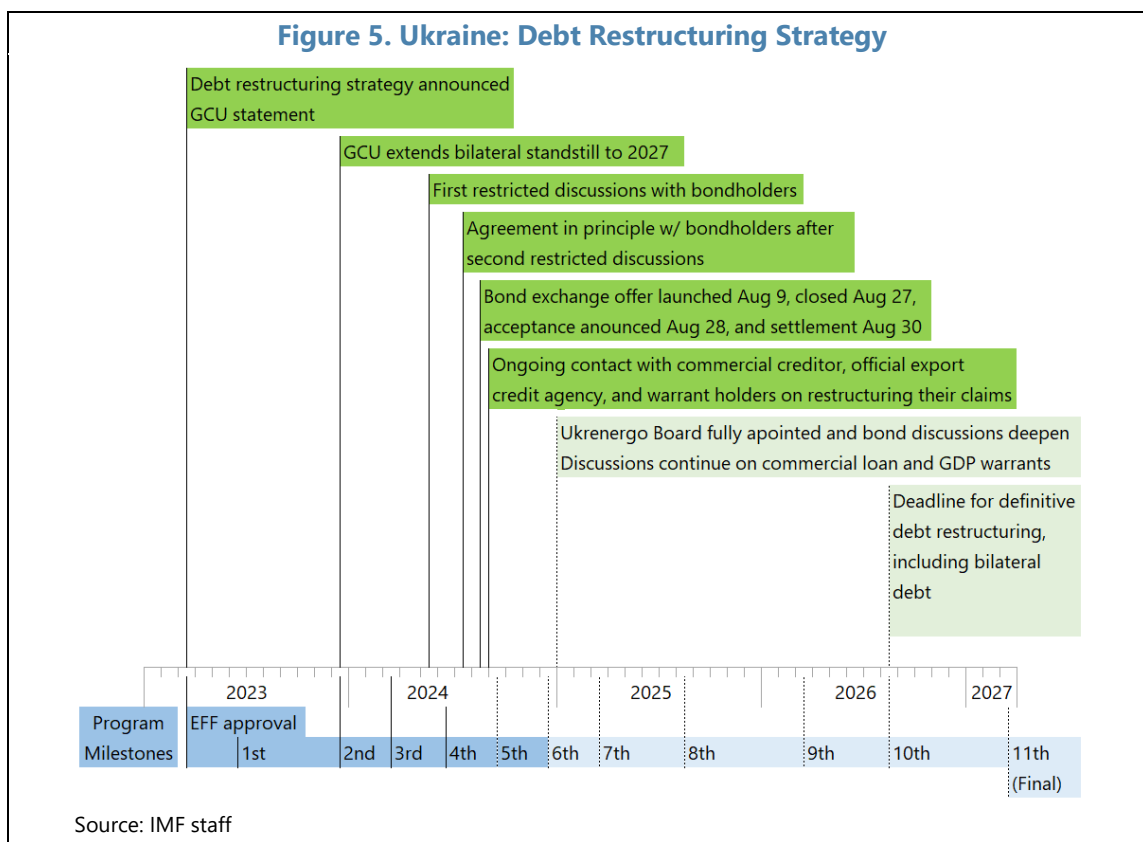 Figure 5. Ukraine: Debt Restructuring Strategy
Debt restructuring strategy announced
GCU statement
GCU extends bilateral standstill to 2027
First restricted discussions with bondholders
Agreement in principle w/ bondholders after
second restricted discussions
Bond exchange offer launched Aug 9, closed Aug 27,
acceptance anounced Aug 28, and settlement Aug 30
Ongoing contact with commercial creditor, official export
credit agency, and warrant holders on restructuring their claims
Ukrenergo Board fully apointed and bond discussions deepen
Discussions continue on commercial loan and GDP warrants
Deadline for definitive
debt restructuring,
including bilateral
debt
2023 2024 2025 2026 2027
Program
Milestones
EFF approval
1st 2nd 3rd 4th 5th 6th 7th 8th 9th 10th 11th
(Final)
Source: IMF staff